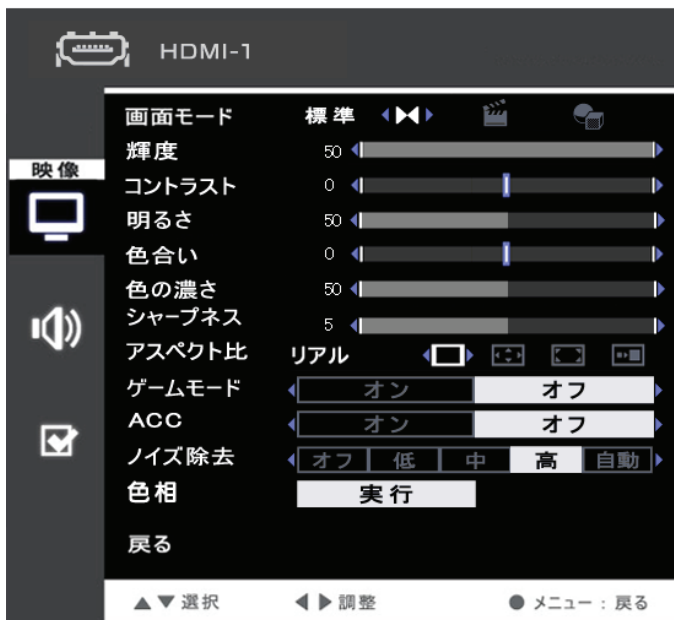 HDMI-1
映像
画面モード 標準
輝度 50
コントラスト 0
明るさ 50
色合い 0
色の濃さ 50
シャープネス 5
アスペクト比 リアル
ゲームモード オン オフ
ACC オン オフ
ノイズ除去 オフ 低 中 高 自動
色相 実行
戻る
▲▼選択 ◀▶調整 ●メニュー：戻る